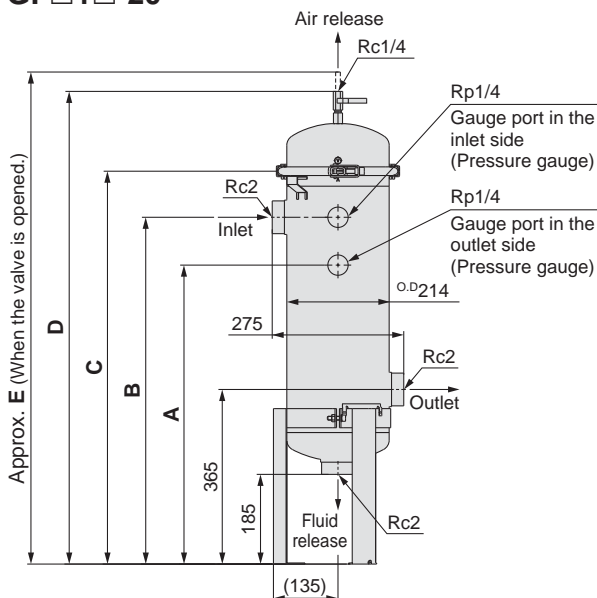 Air release
Rc1/4
Rp1/4
Gauge port in the
inlet side
(Pressure gauge)
Rc2
Inlet
Rp1/4
Gauge port in the
outlet side
(Pressure gauge)
O.D214
275
Rc2
Outlet
Approx. E (When the valve is opened.)
D
C
B
A
365
185
Fluid
release
Rc2
(135)